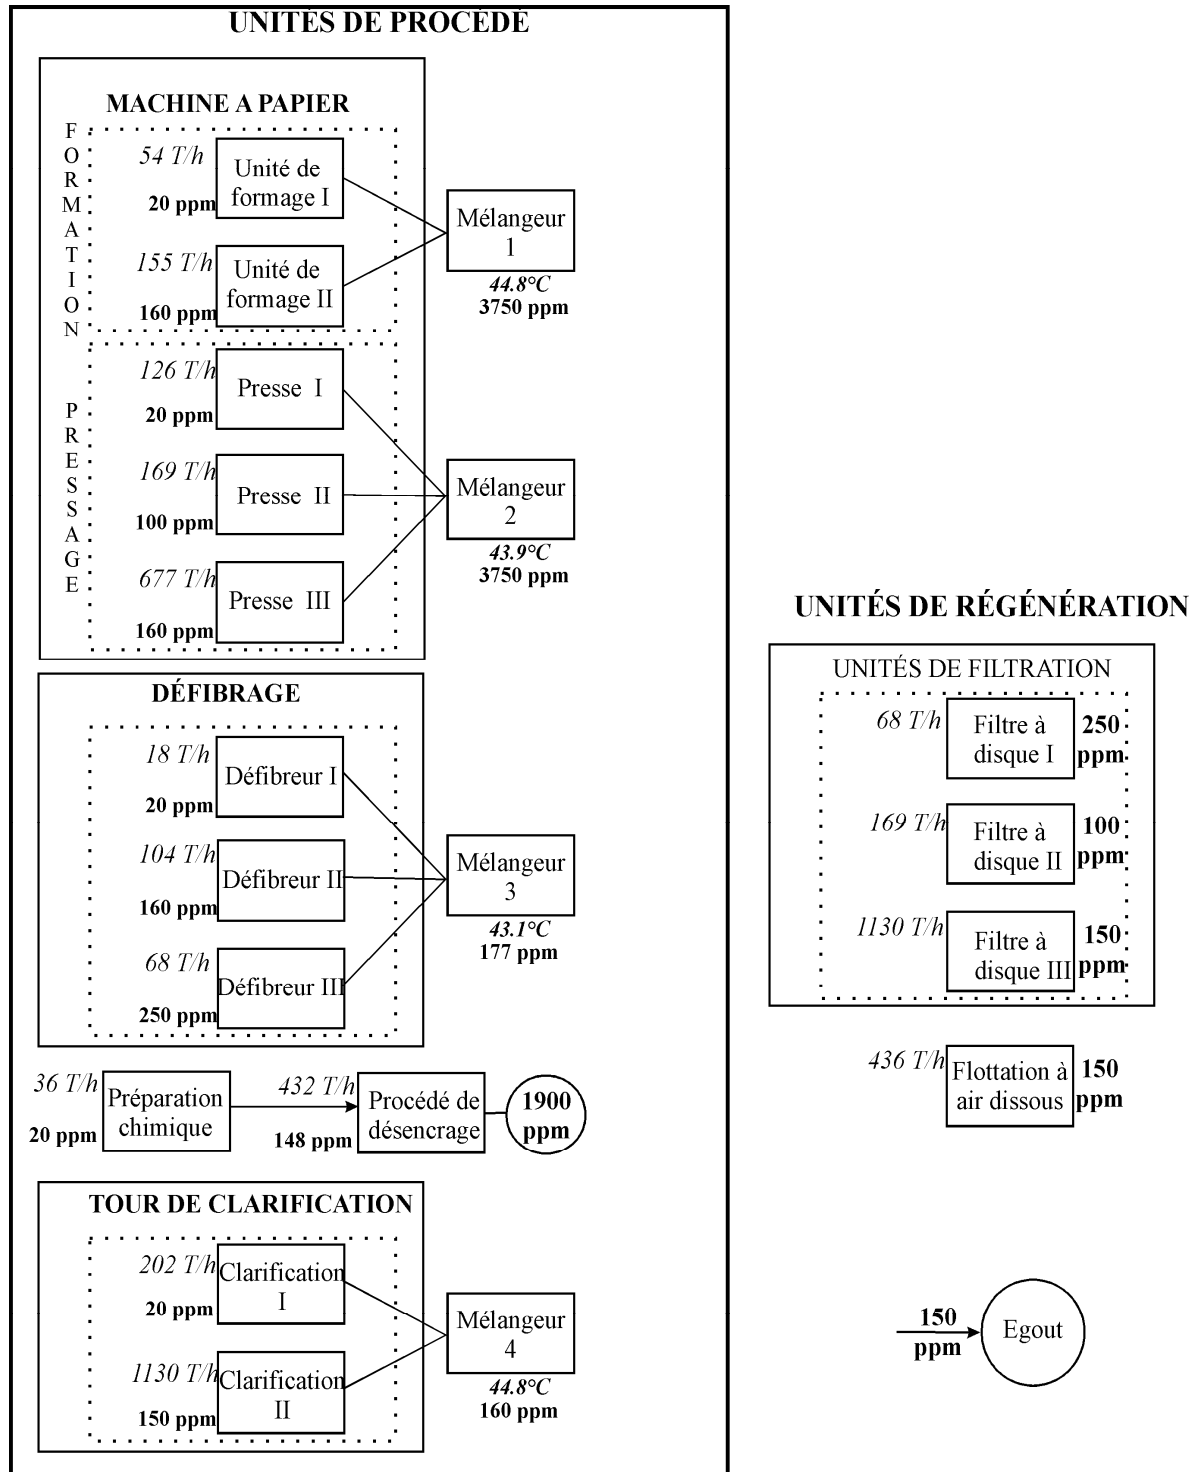 UNITÉS DE PROCÉDÉ
MACHINE A PAPIER
FORMATION
54 T/h
20 ppm
Unité de
formage I
155 T/h
160 ppm
Unité de
formage II
Mélangeur
1
44.8°C
3750 ppm
PRESSAGE
126 T/h
20 ppm
Presse I
169 T/h
100 ppm
Presse II
677 T/h
160 ppm
Presse III
Mélangeur
2
43.9°C
3750 ppm
DÉFIBRAGE
18 T/h
20 ppm
Défibreur I
104 T/h
160 ppm
Défibreur II
68 T/h
250 ppm
Défibreur III
Mélangeur
3
43.1°C
177 ppm
36 T/h
20 ppm
Préparation
chimique
432 T/h
148 ppm
Procédé de
désencrage
1900
ppm
TOUR DE CLARIFICATION
202 T/h
20 ppm
Clarification
I
1130 T/h
150 ppm
Clarification
II
Mélangeur
4
44.8°C
160 ppm
UNITÉS DE RÉGÉNÉRATION
UNITÉS DE FILTRATION
68 T/h
Filtre à
disque I
250
ppm
169 T/h
Filtre à
disque II
100
ppm
1130 T/h
Filtre à
disque III
150
ppm
436 T/h
Flottation à
air dissous
150
ppm
150
ppm
Egout